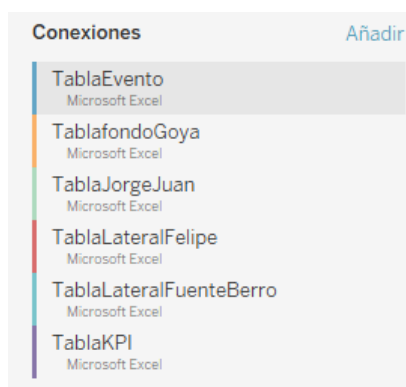 Conexiones Añadir
TablaEvento
Microsoft Excel
TablafondoGoya
Microsoft Excel
TablaJorgeJuan
Microsoft Excel
TablaLateralFelipe
Microsoft Excel
TablaLateralFuenteBerro
Microsoft Excel
TablaKPI
Microsoft Excel